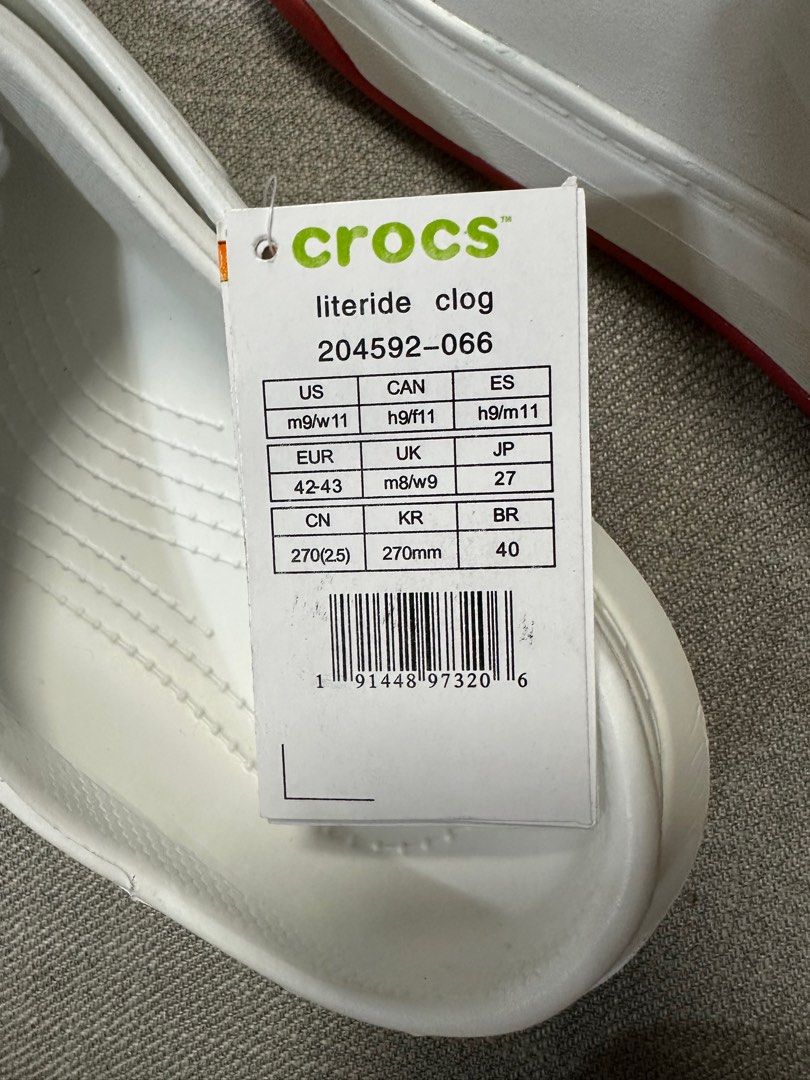 crocs™
literide clog
204592-066
US CAN ES
m9/w11 h9/f11 h9/m11
EUR UK JP
42-43 m8/w9 27
CN KR BR
270(2.5) 270mm 40
1 91448 97320 6